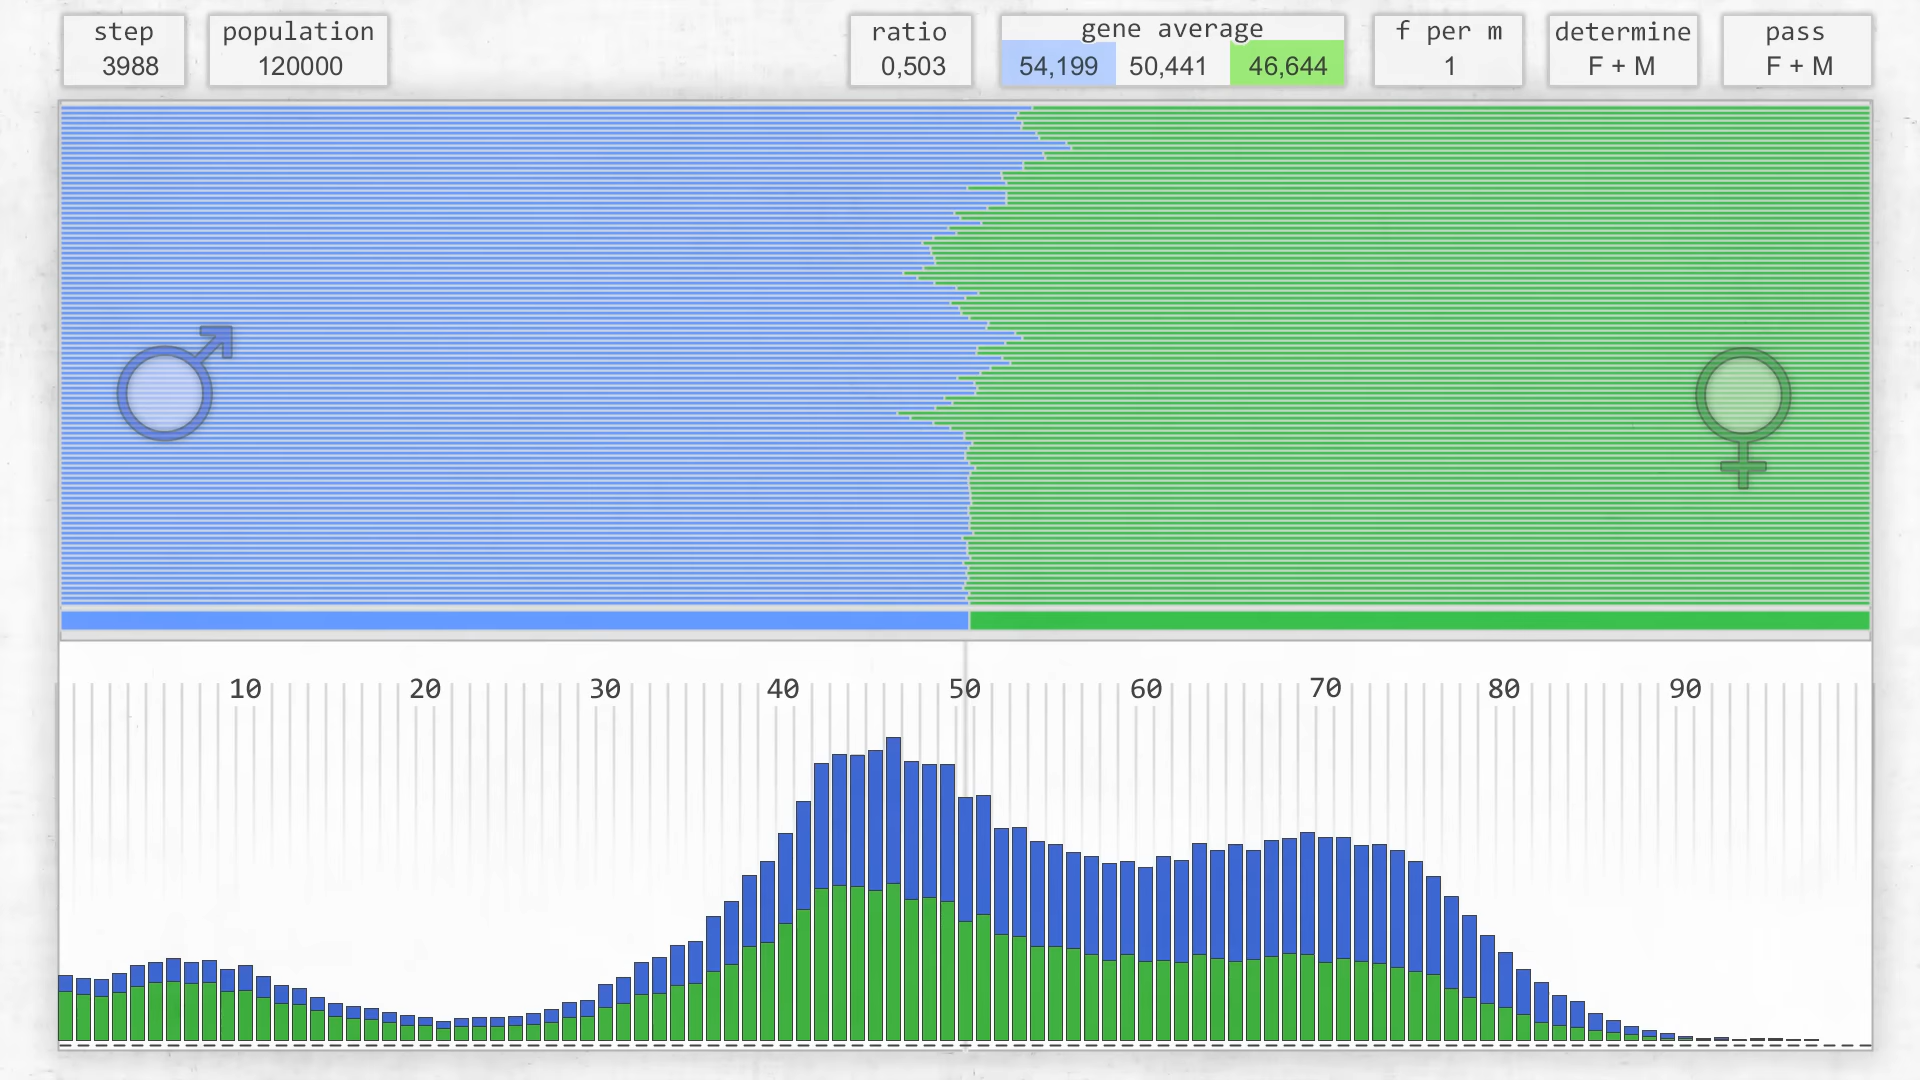 step
3988
population
120000
ratio
0,503
gene average
54,199 50,441 46,644
f per m
1
determine
F + M
pass
F + M
10 20 30 40 50 60 70 80 90